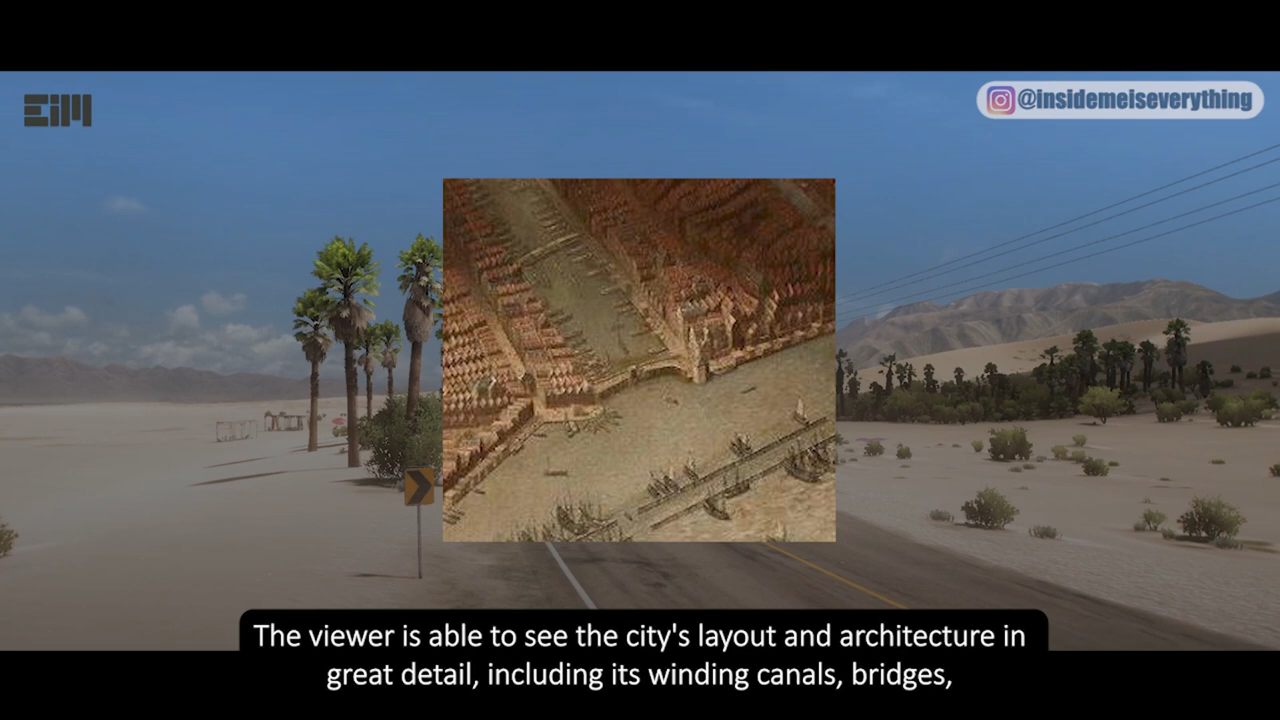 EiM
@insidemeiseverything
The viewer is able to see the city's layout and architecture in
great detail, including its winding canals, bridges,